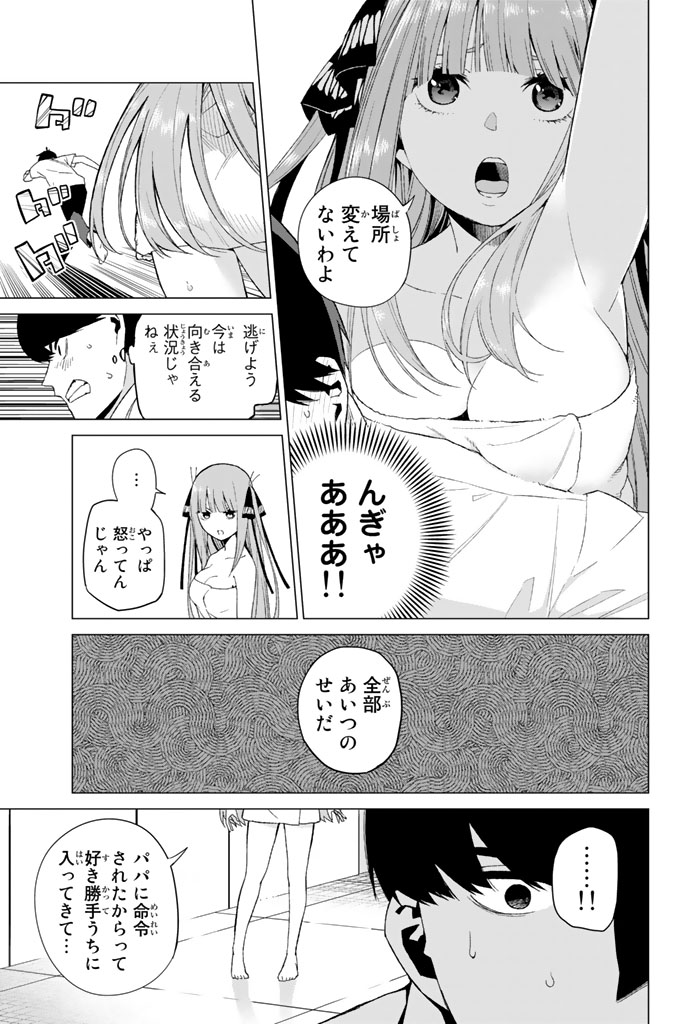 場所
変えて
ないわよ
んぎゃ
あああ!!
ドド
ドドド
逃げよう
今は
向き合える
状況じゃ
ねぇ
…
やっぱ
怒ってん
じゃん
全部
あいつの
せいだ
……!!
パパに命令
されたからって
好き勝手うちに
入ってきて…